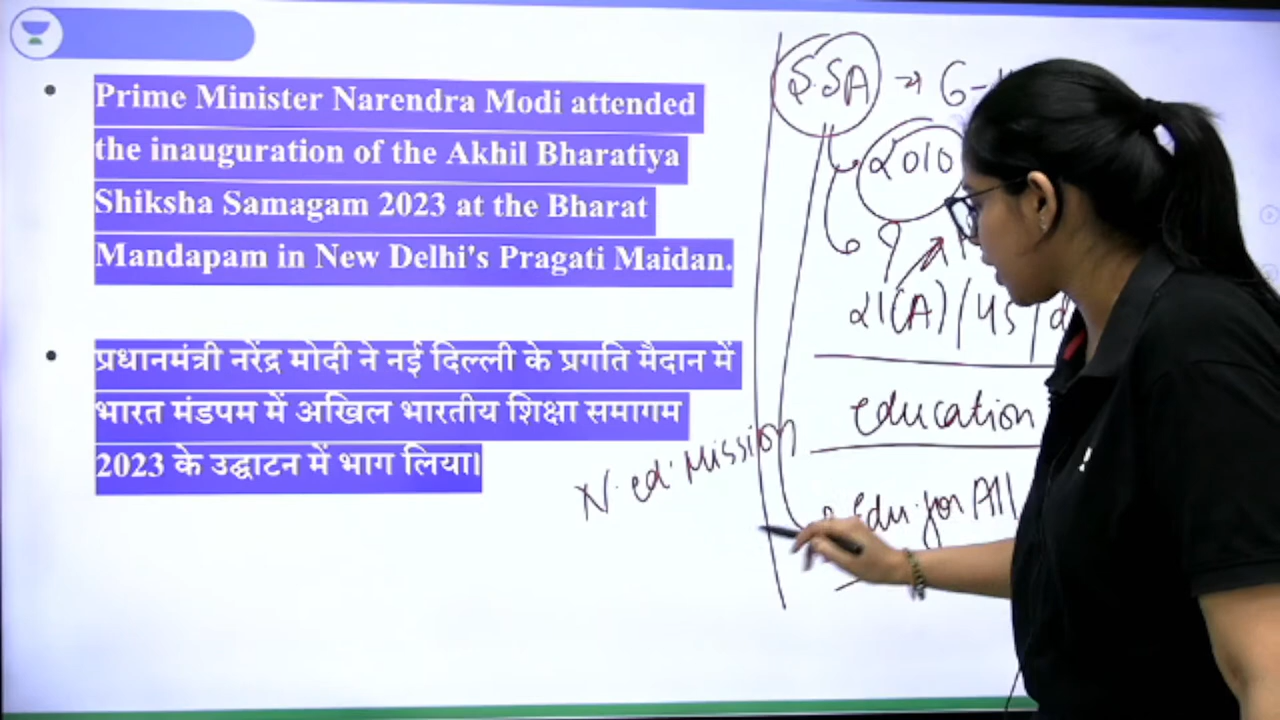 Prime Minister Narendra Modi attended
the inauguration of the Akhil Bharatiya
Shiksha Samagam 2023 at the Bharat
Mandapam in New Delhi's Pragati Maidan.
प्रधानमंत्री नरेंद्र मोदी ने नई दिल्ली के प्रगति मैदान में
भारत मंडपम में अखिल भारतीय शिक्षा समागम
2023 के उद्घाटन में भाग लिया।
S.SA → 6-
2010
21(A) / 45 /
education
N. ed. Mission
Edu. for All